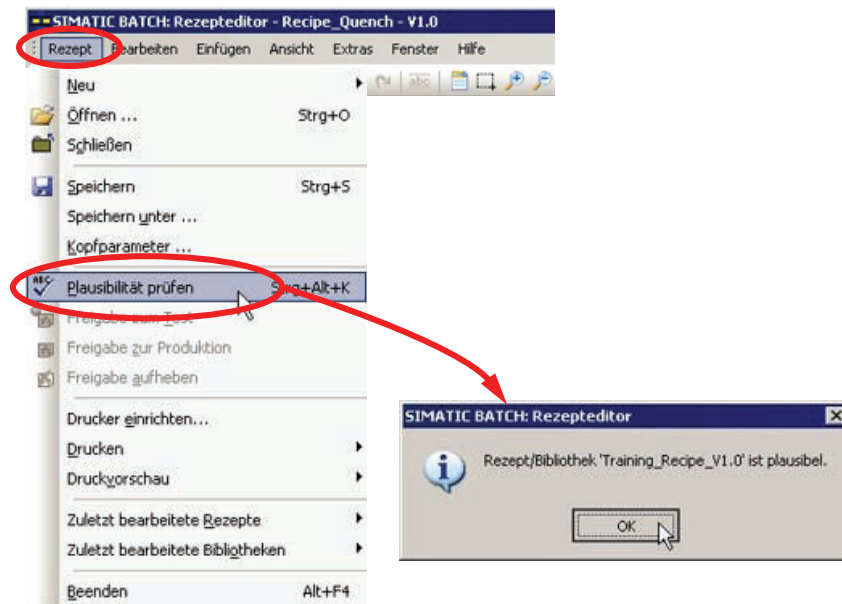 SIMATIC BATCH: Rezepteditor - Recipe_Quench - V1.0
Rezept Bearbeiten Einfügen Ansicht Extras Fenster Hilfe
abc
Neu
Öffnen ... Strg+O
Schließen
Speichern Strg+S
Speichern unter ...
Kopfparameter ...
ABC
Plausibilität prüfen Strg+Alt+K
Freigabe zum Test
Freigabe zur Produktion
Freigabe aufheben
Drucker einrichten...
Drucken
Druckvorschau
Zuletzt bearbeitete Rezepte
Zuletzt bearbeitete Bibliotheken
Beenden Alt+F4
SIMATIC BATCH: Rezepteditor
Rezept/Bibliothek 'Training_Recipe_V1.0' ist plausibel.
OK